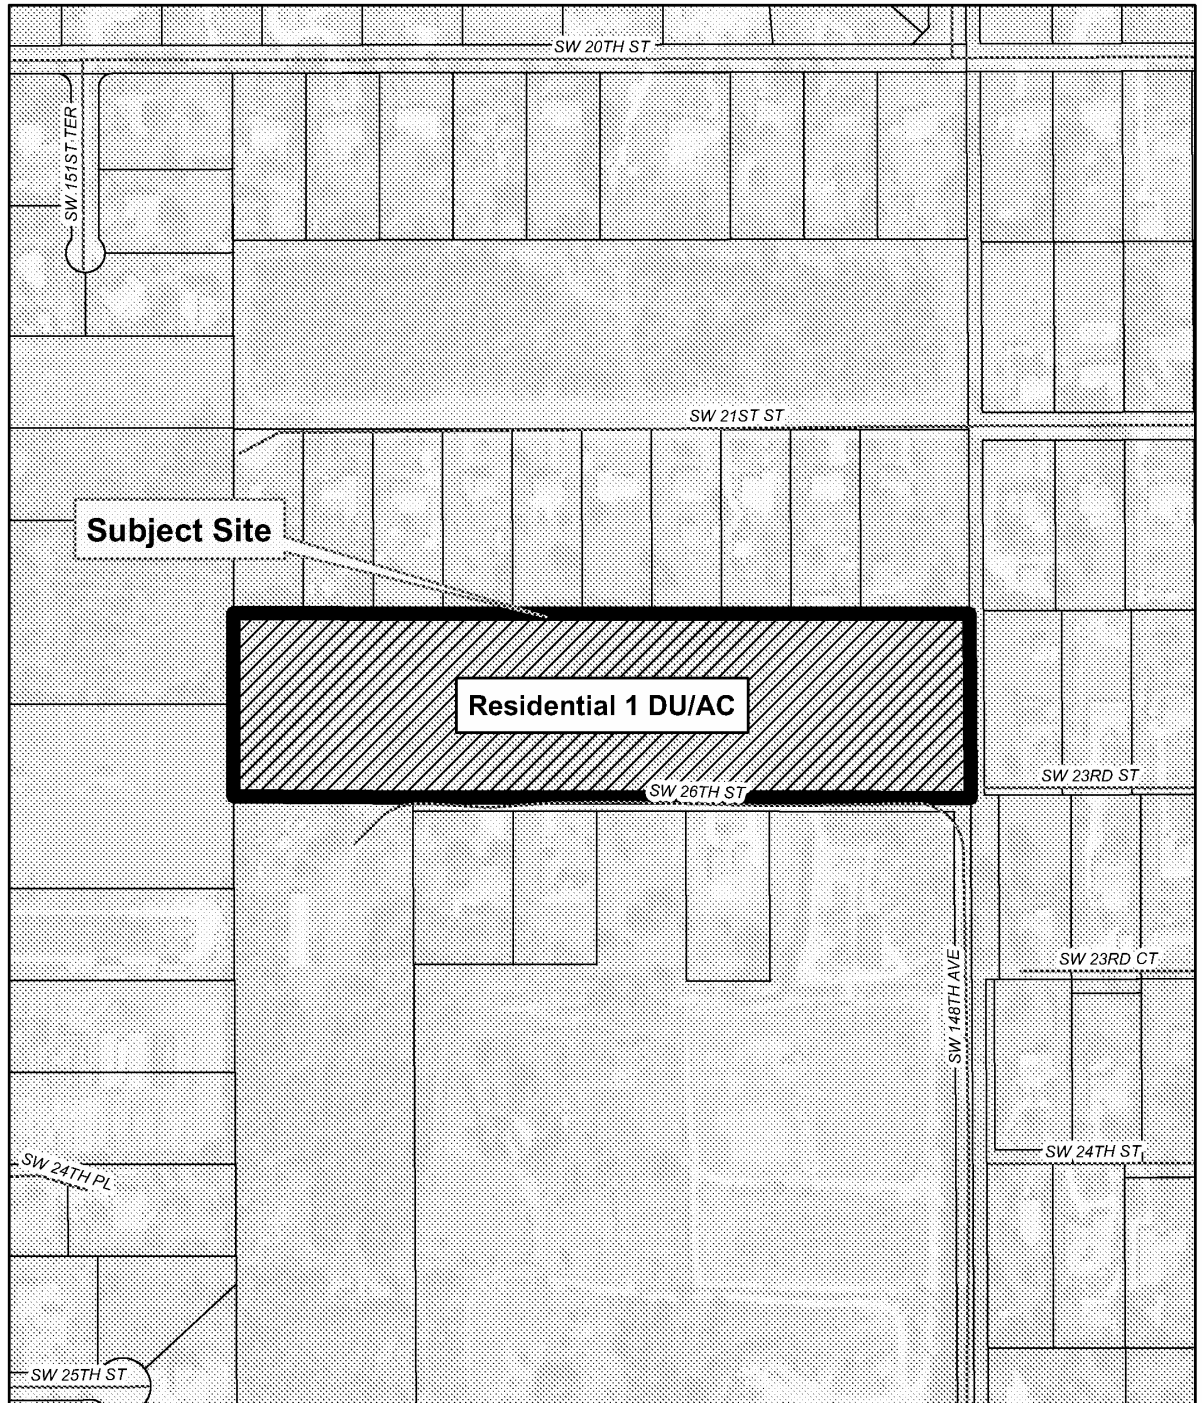 SW 20TH ST
SW 151ST TER
SW 21ST ST
Subject Site
Residential 1 DU/AC
SW 23RD ST
SW 26TH ST
SW 23RD CT
SW 148TH AVE
SW 24TH ST
SW 24TH PL
SW 25TH ST